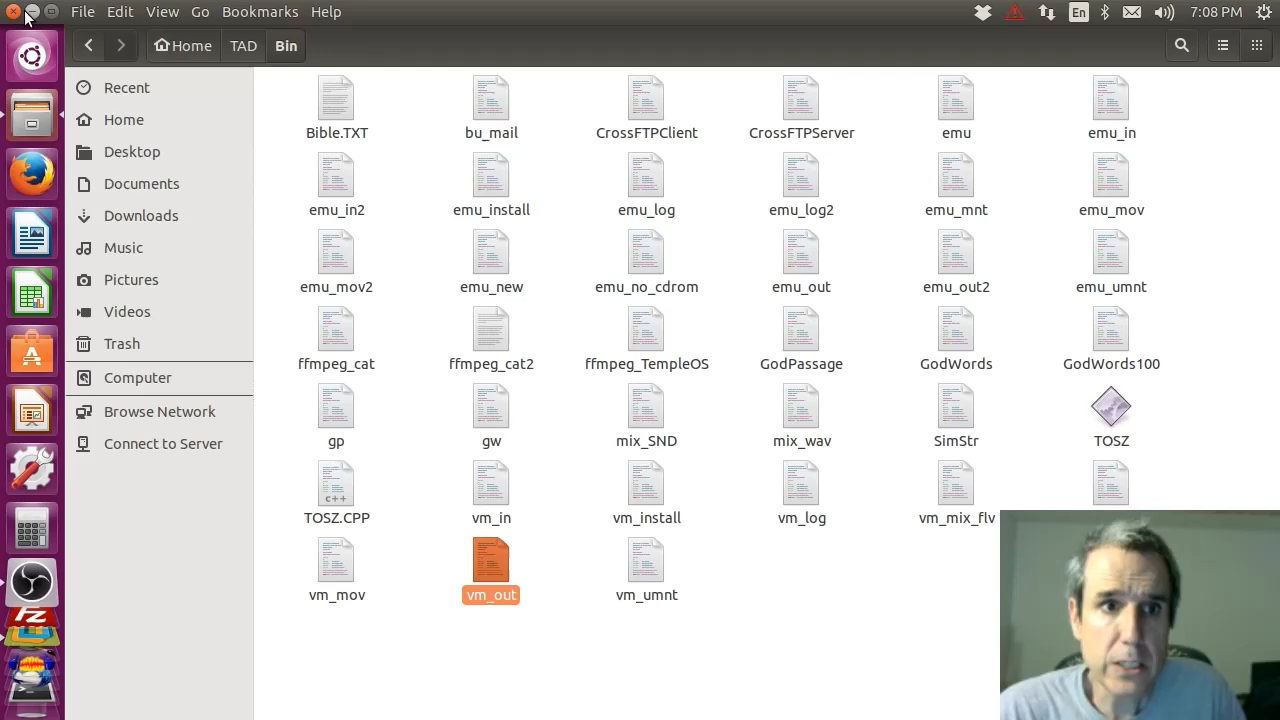 File Edit View Go Bookmarks Help En 7:08 PM
Home TAD Bin
Recent
Home
Desktop
Documents
Downloads
Music
Pictures
Videos
Trash
Computer
Browse Network
Connect to Server
Bible.TXT bu_mail CrossFTPClient CrossFTPServer emu emu_in
emu_in2 emu_install emu_log emu_log2 emu_mnt emu_mov
emu_mov2 emu_new emu_no_cdrom emu_out emu_out2 emu_umnt
ffmpeg_cat ffmpeg_cat2 ffmpeg_TempleOS GodPassage GodWords GodWords100
gp gw mix_SND mix_wav SimStr TOSZ
C++
TOSZ.CPP vm_in vm_install vm_log vm_mix_flv
vm_mov vm_out vm_umnt